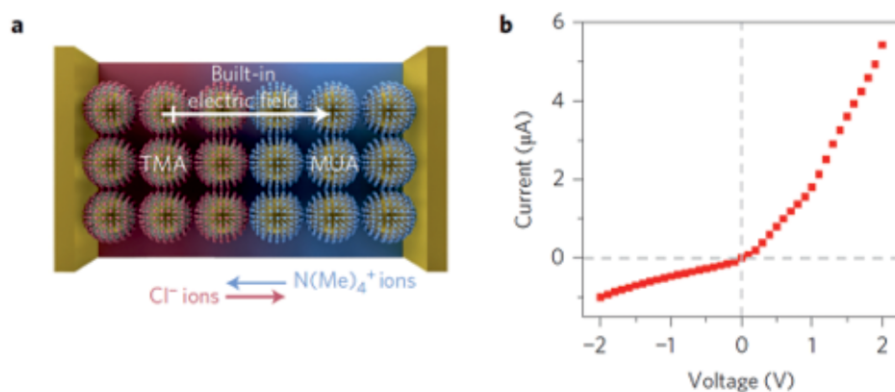 a
Built-in
electric field
TMA
MUA
N(Me)₄⁺ ions
Cl⁻ ions
b
6
4
2
0
Current (μA)
−2
−1
0
1
2
Voltage (V)